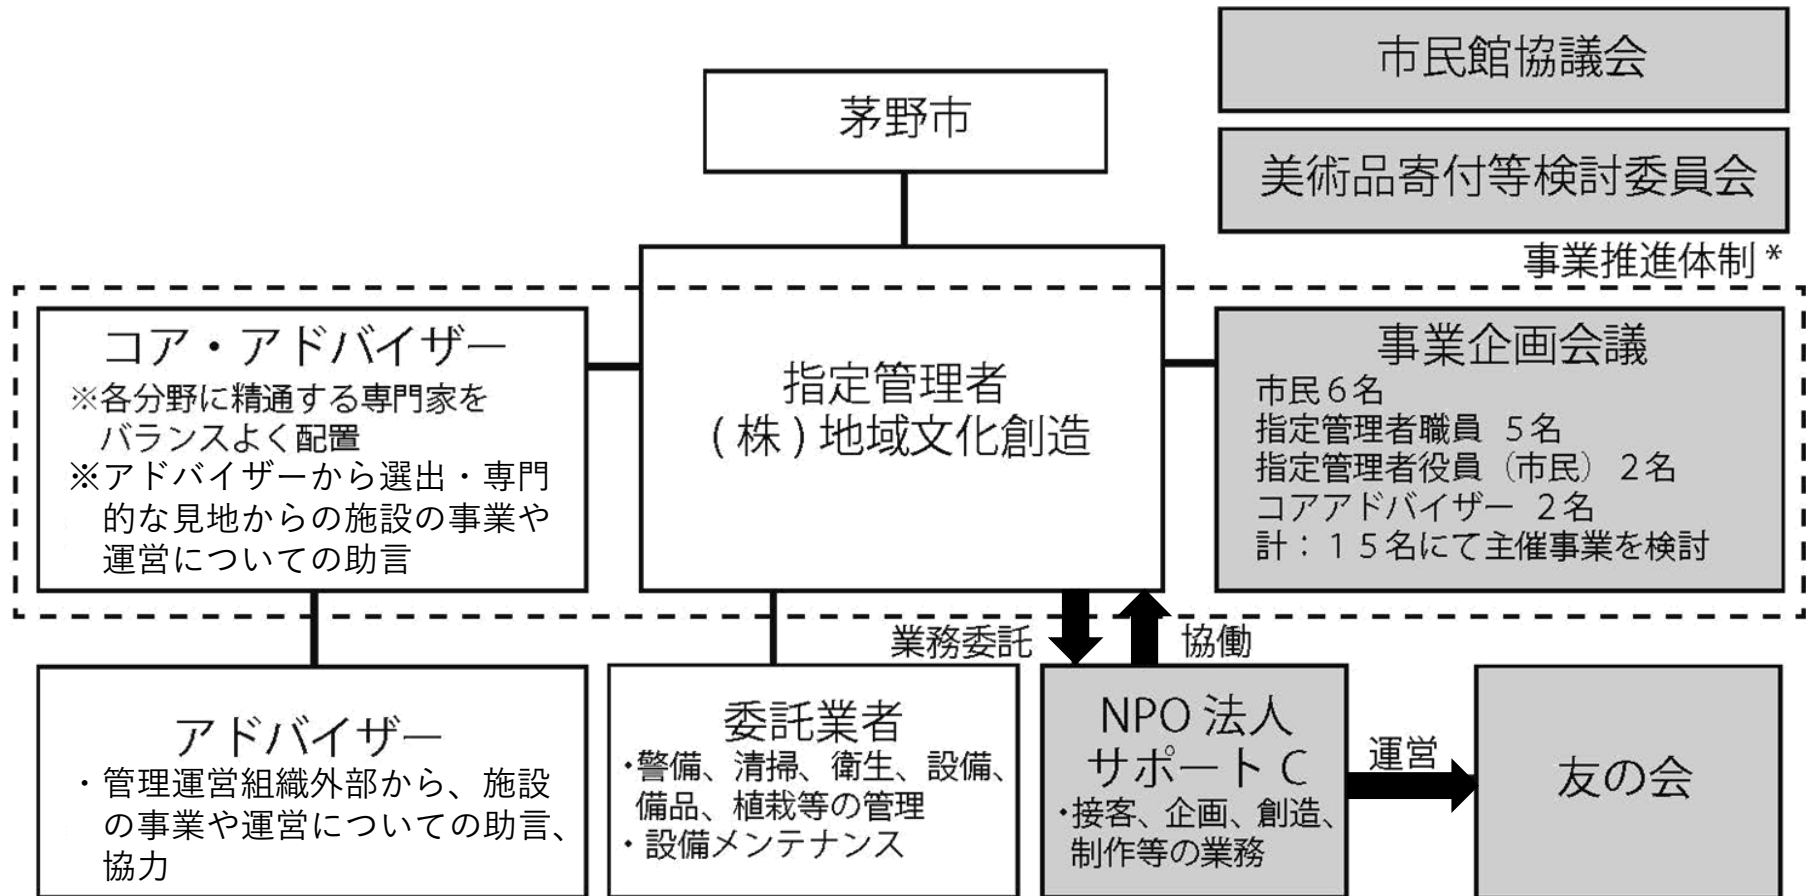 市民館協議会
茅野市
美術品寄付等検討委員会
事業推進体制 *
コア・アドバイザー
※各分野に精通する専門家を
バランスよく配置
※アドバイザーから選出・専門
的な見地からの施設の事業や
運営についての助言
指定管理者
(株)地域文化創造
事業企画会議
市民6名
指定管理者職員 5名
指定管理者役員（市民）2名
コアアドバイザー 2名
計：15名にて主催事業を検討
業務委託
協働
アドバイザー
・管理運営組織外部から、施設
の事業や運営についての助言、
協力
委託業者
・警備、清掃、衛生、設備、
備品、植栽等の管理
・設備メンテナンス
NPO 法人
サポート C
・接客、企画、創造、
制作等の業務
運営
友の会